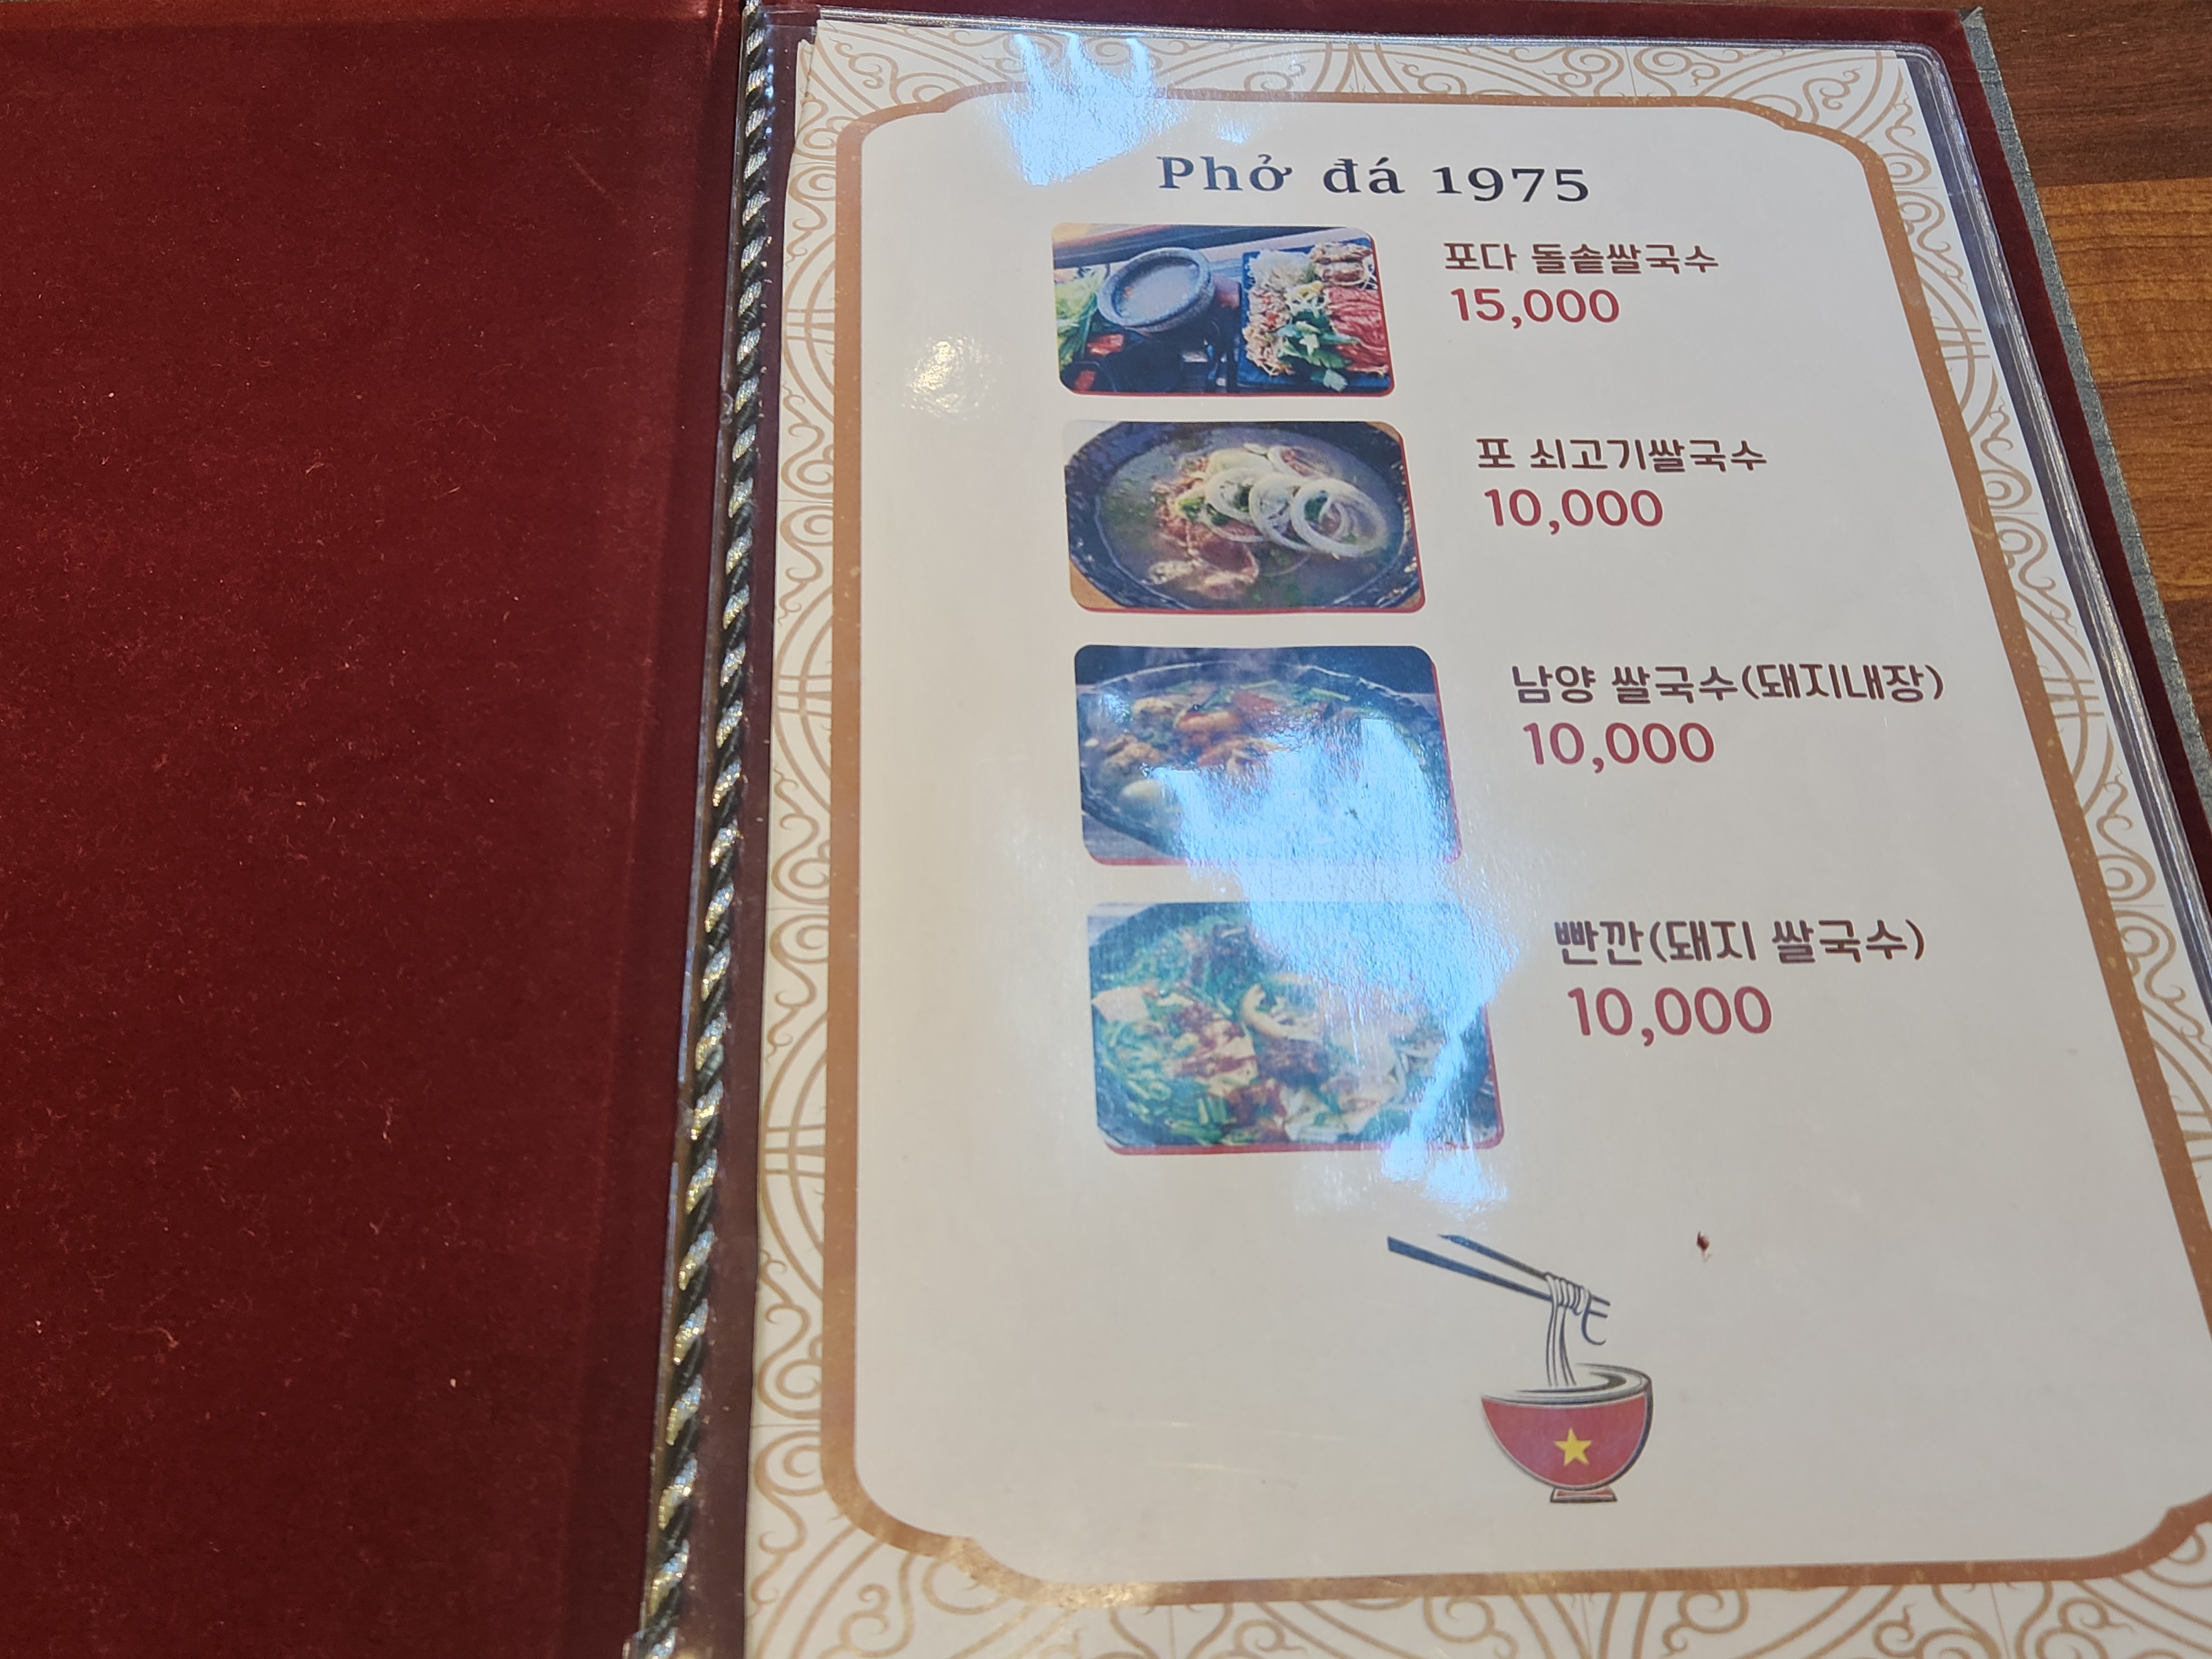 Phở đá 1975
포다 돌솥쌀국수
15,000
포 쇠고기쌀국수
10,000
남양 쌀국수(돼지내장)
10,000
빤깐(돼지 쌀국수)
10,000